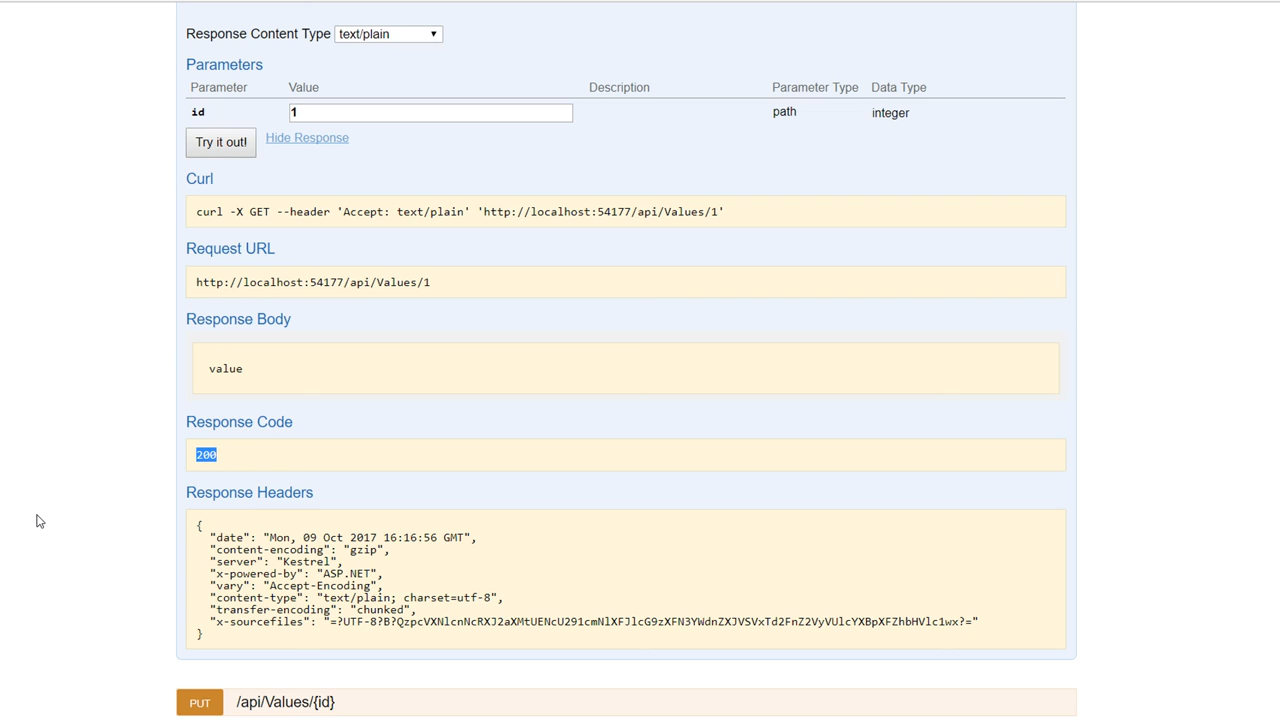 Response Content Type text/plain
Parameters
Parameter Value Description Parameter Type Data Type
id 1 path integer
Try it out! Hide Response
Curl
curl -X GET --header 'Accept: text/plain' 'http://localhost:54177/api/Values/1'
Request URL
http://localhost:54177/api/Values/1
Response Body
value
Response Code
200
Response Headers
{
"date": "Mon, 09 Oct 2017 16:16:56 GMT",
"content-encoding": "gzip",
"server": "Kestrel",
"x-powered-by": "ASP.NET",
"vary": "Accept-Encoding",
"content-type": "text/plain; charset=utf-8",
"transfer-encoding": "chunked",
"x-sourcefiles": "=?UTF-8?B?QzpcVXNlcnNcRXJ2aXMtUENcU291cmNlXFJlcG9zXFN3YWdnZXJVSVxTd2FnZ2VyVUlcYXBpXFZhbHVlc1wx?="
}
PUT /api/Values/{id}